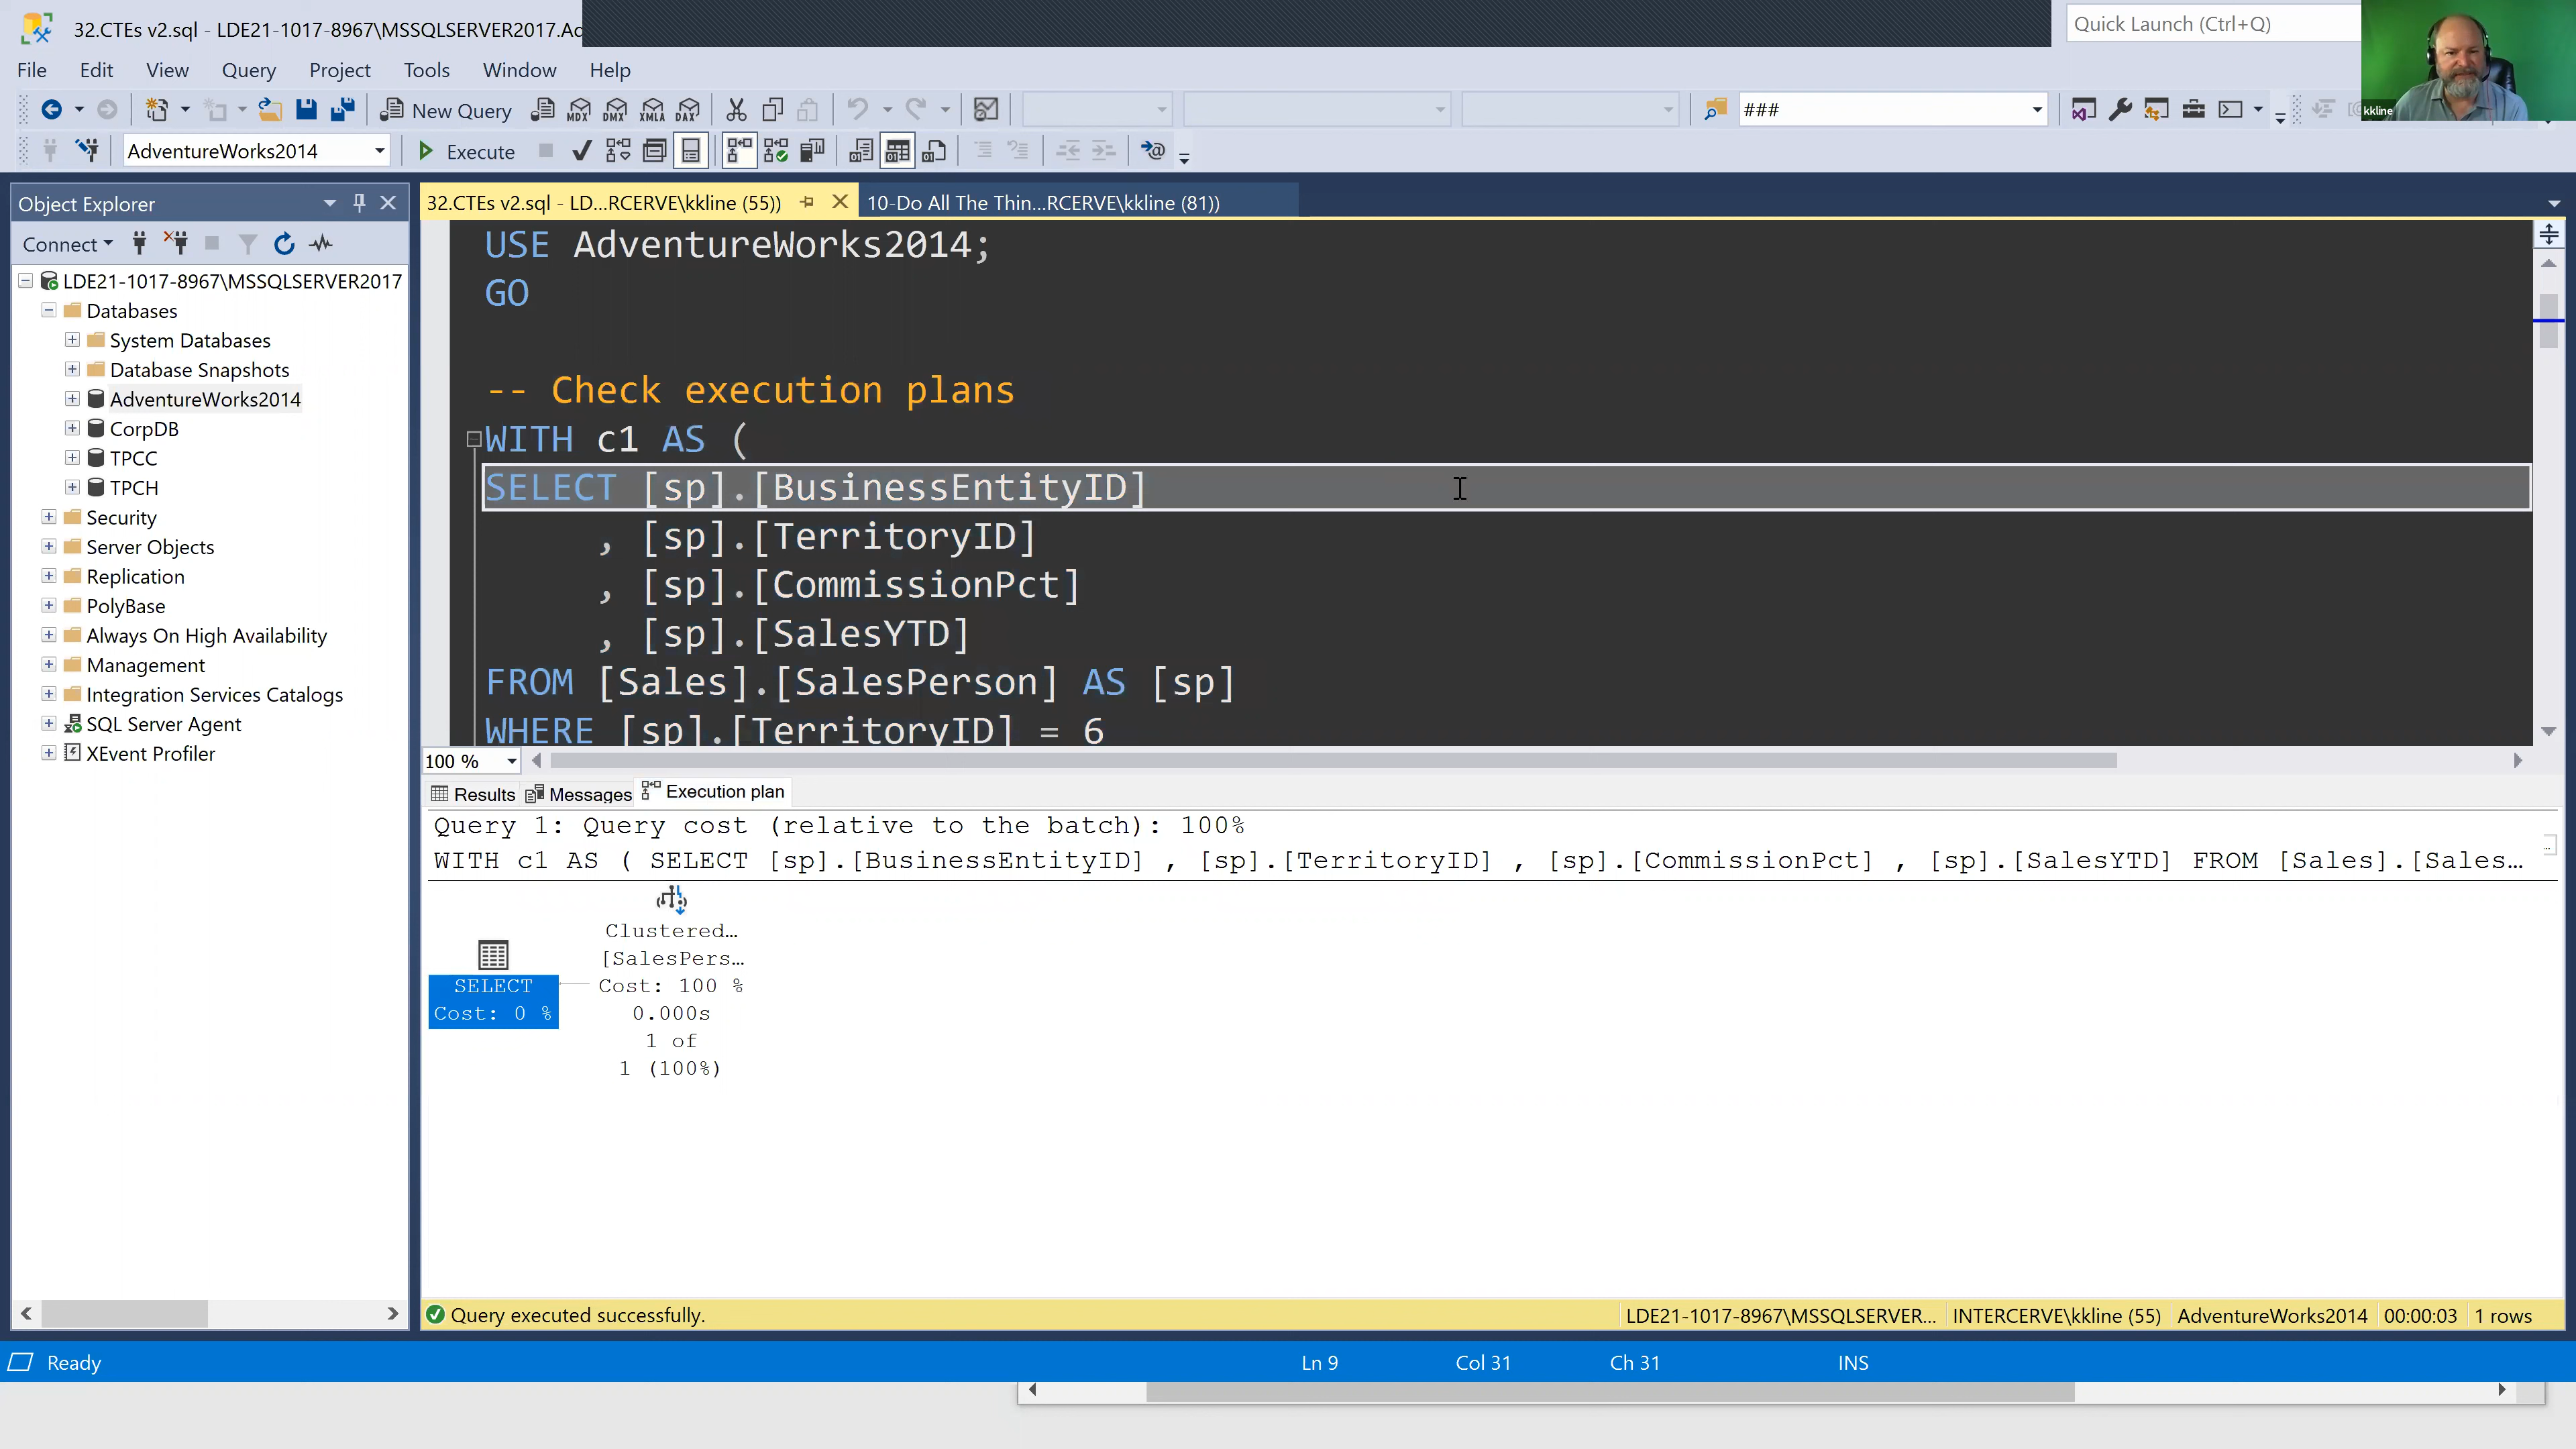 32.CTEs v2.sql - LDE21-1017-8967\MSSQLSERVER2017.Ad
Quick Launch (Ctrl+Q)
kkline
File Edit View Query Project Tools Window Help
New Query MDX DMX XMLA DAX ###
AdventureWorks2014 Execute
Object Explorer
Connect
LDE21-1017-8967\MSSQLSERVER2017
Databases
System Databases
Database Snapshots
AdventureWorks2014
CorpDB
TPCC
TPCH
Security
Server Objects
Replication
PolyBase
Always On High Availability
Management
Integration Services Catalogs
SQL Server Agent
XEvent Profiler
32.CTEs v2.sql - LD...RCERVE\kkline (55)) 10-Do All The Thin...RCERVE\kkline (81))
USE AdventureWorks2014;
GO
-- Check execution plans
WITH c1 AS (
SELECT [sp].[BusinessEntityID]
, [sp].[TerritoryID]
, [sp].[CommissionPct]
, [sp].[SalesYTD]
FROM [Sales].[SalesPerson] AS [sp]
WHERE [sp].[TerritoryID] = 6
100 %
Results Messages Execution plan
Query 1: Query cost (relative to the batch): 100%
WITH c1 AS ( SELECT [sp].[BusinessEntityID] , [sp].[TerritoryID] , [sp].[CommissionPct] , [sp].[SalesYTD] FROM [Sales].[Sales...
SELECT
Cost: 0 %
Clustered...
[SalesPers...
Cost: 100 %
0.000s
1 of
1 (100%)
Query executed successfully. LDE21-1017-8967\MSSQLSERVER... INTERCERVE\kkline (55) AdventureWorks2014 00:00:03 1 rows
Ready Ln 9 Col 31 Ch 31 INS